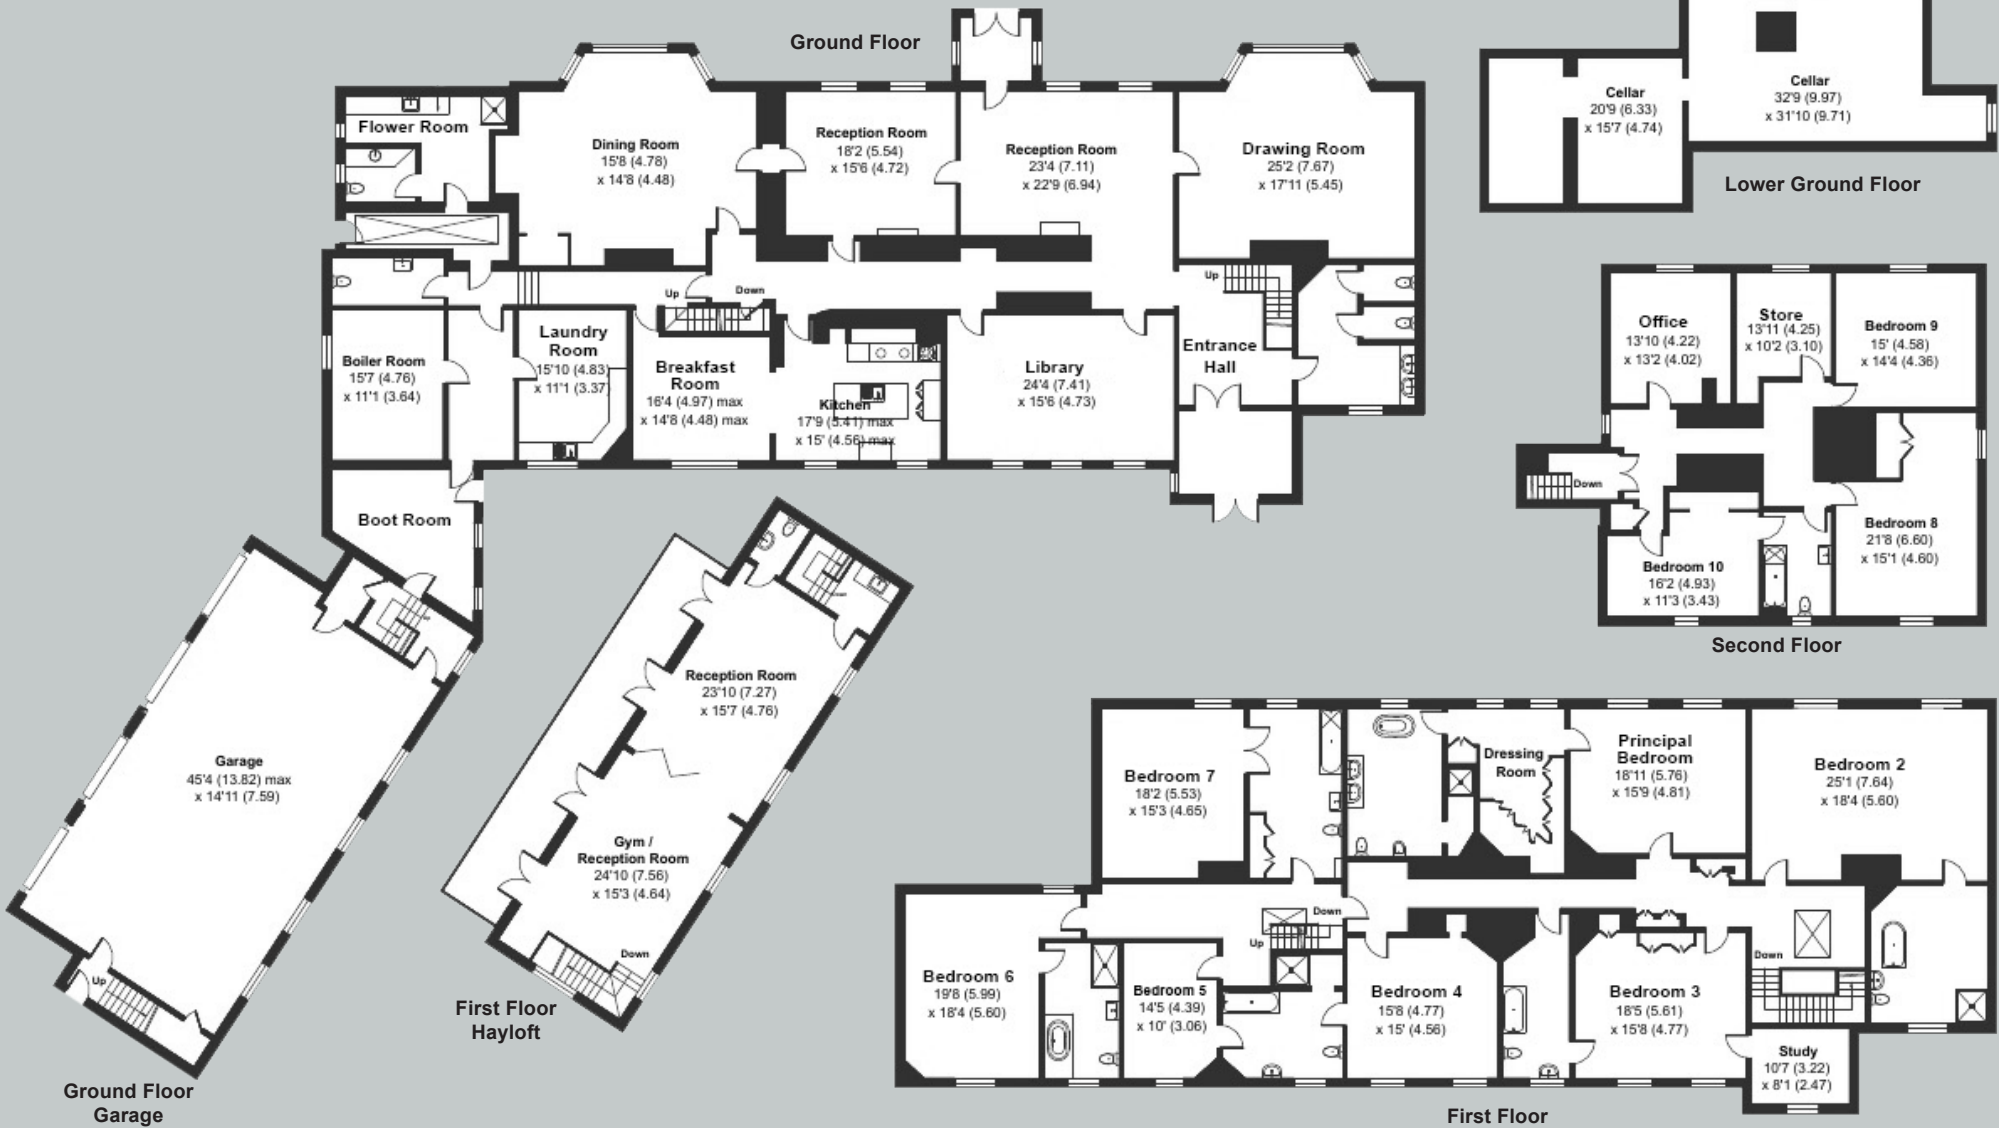 Ground Floor
Flower Room
Dining Room
15'8 (4.78)
x 14'8 (4.48)
Reception Room
18'2 (5.54)
x 15'6 (4.72)
Reception Room
23'4 (7.11)
x 22'9 (6.94)
Drawing Room
25'2 (7.67)
x 17'11 (5.45)
Up
Down
Up
Boiler Room
15'7 (4.76)
x 11'1 (3.64)
Laundry
Room
15'10 (4.83)
x 11'1 (3.37)
Breakfast
Room
16'4 (4.97) max
x 14'8 (4.48) max
Kitchen
17'9 (5.41) max
x 15' (4.56) max
Library
24'4 (7.41)
x 15'6 (4.73)
Entrance
Hall
Boot Room
Cellar
20'9 (6.33)
x 15'7 (4.74)
Cellar
32'9 (9.97)
x 31'10 (9.71)
Lower Ground Floor
Office
13'10 (4.22)
x 13'2 (4.02)
Store
13'11 (4.25)
x 10'2 (3.10)
Bedroom 9
15' (4.58)
x 14'4 (4.36)
Down
Bedroom 8
21'8 (6.60)
x 15'1 (4.60)
Bedroom 10
16'2 (4.93)
x 11'3 (3.43)
Second Floor
Garage
45'4 (13.82) max
x 14'11 (7.59)
Up
Ground Floor
Garage
Reception Room
23'10 (7.27)
x 15'7 (4.76)
Gym /
Reception Room
24'10 (7.56)
x 15'3 (4.64)
Down
First Floor
Hayloft
Bedroom 7
18'2 (5.53)
x 15'3 (4.65)
Dressing
Room
Principal
Bedroom
18'11 (5.76)
x 15'9 (4.81)
Bedroom 2
25'1 (7.64)
x 18'4 (5.60)
Down
Up
Down
Bedroom 6
19'8 (5.99)
x 18'4 (5.60)
Bedroom 5
14'5 (4.39)
x 10' (3.06)
Bedroom 4
15'8 (4.77)
x 15' (4.56)
Bedroom 3
18'5 (5.61)
x 15'8 (4.77)
Study
10'7 (3.22)
x 8'1 (2.47)
First Floor